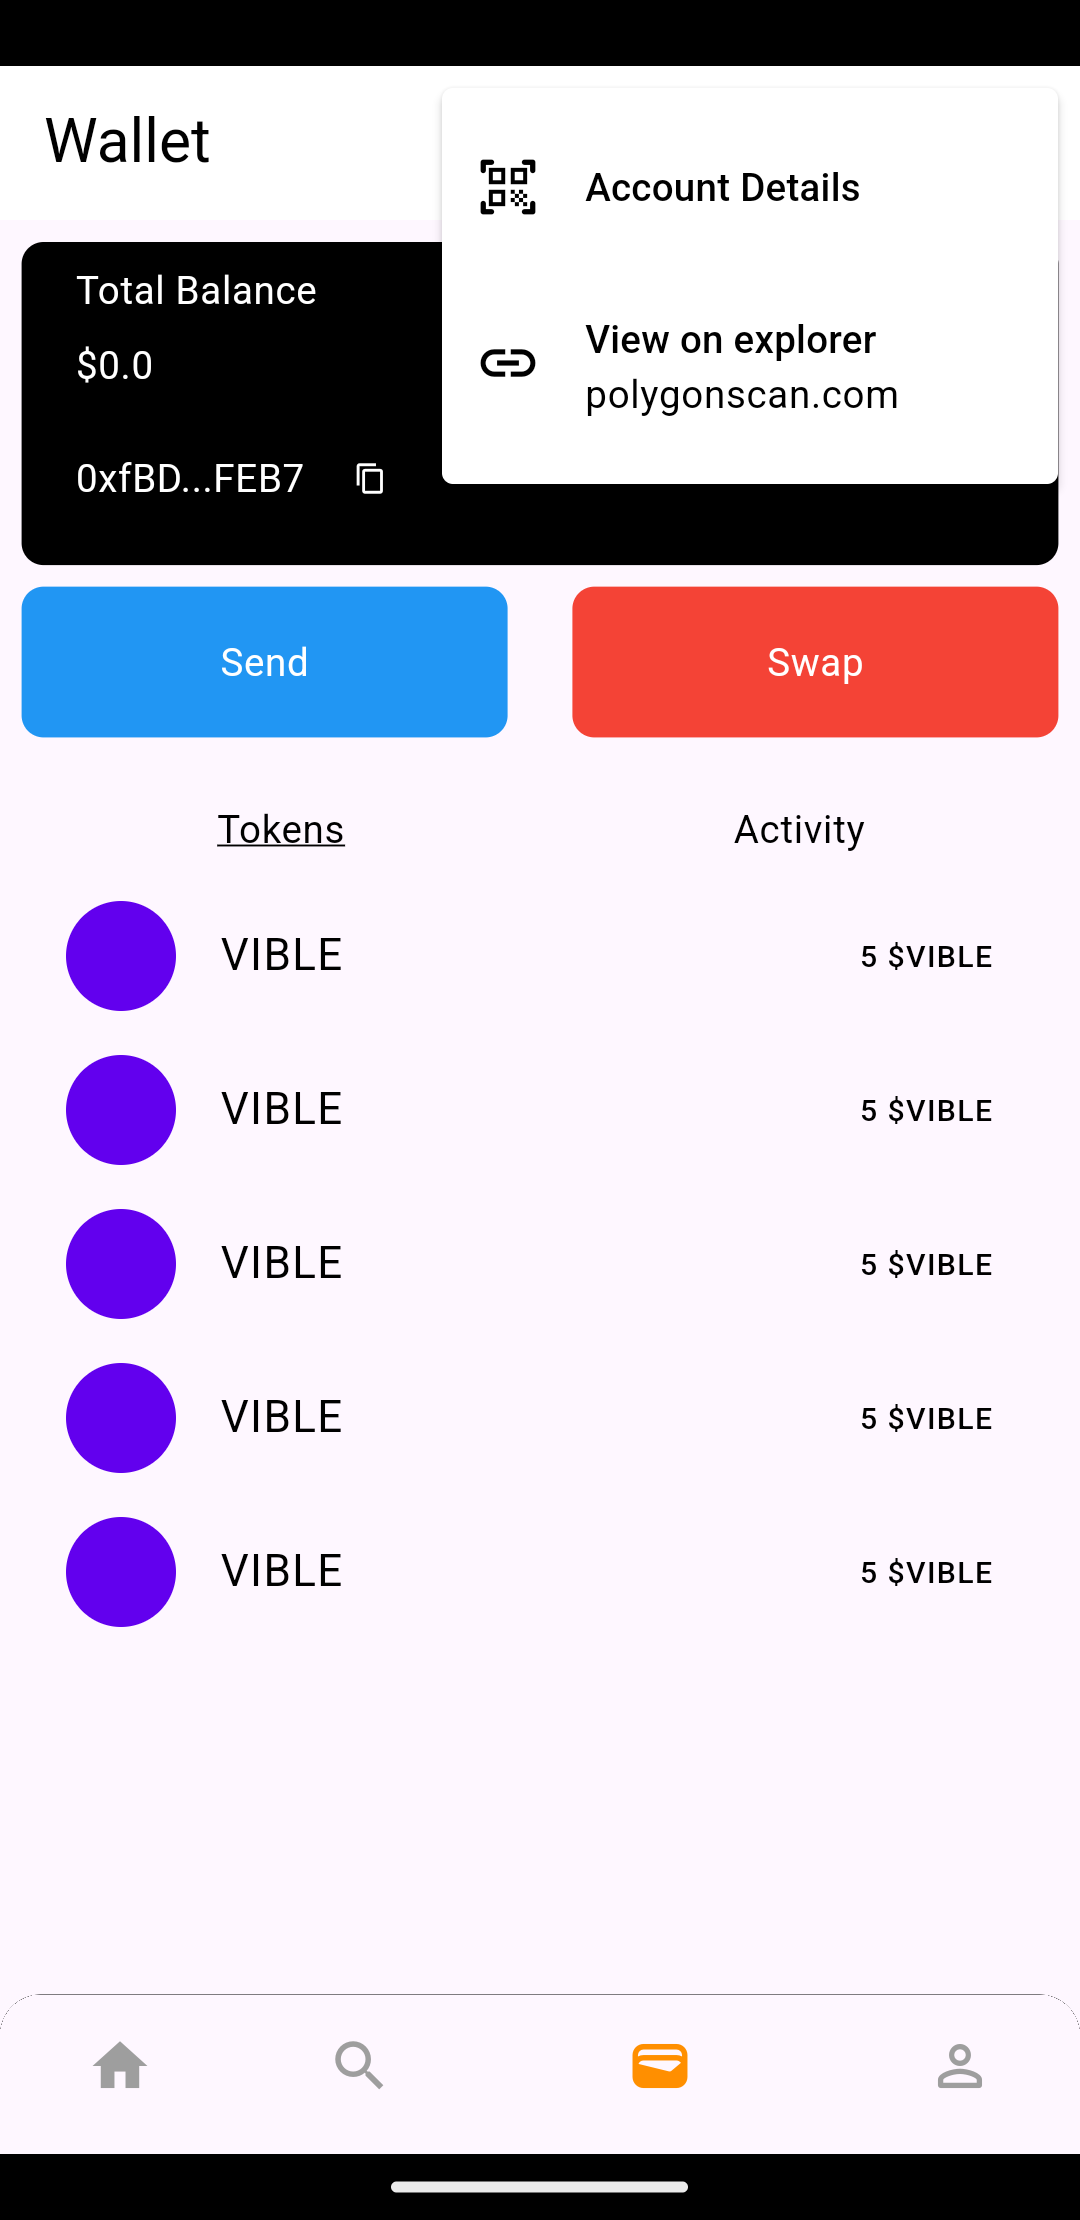 Wallet
Account Details
View on explorer
polygonscan.com
Total Balance
$0.0
0xfBD...FEB7
Send
Swap
Tokens
Activity
VIBLE
5 $VIBLE
VIBLE
5 $VIBLE
VIBLE
5 $VIBLE
VIBLE
5 $VIBLE
VIBLE
5 $VIBLE